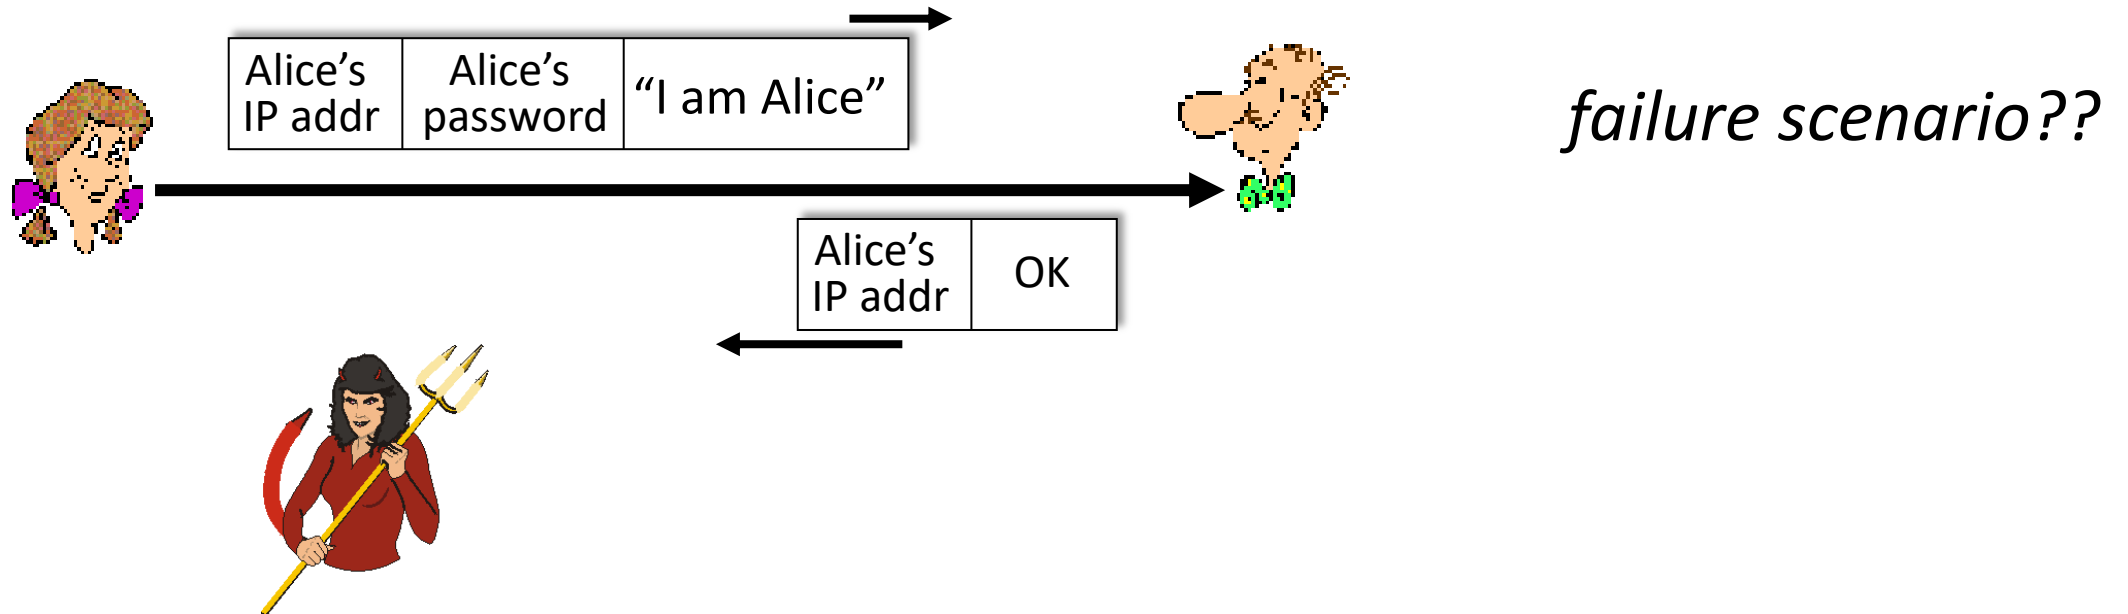 Alice’s
IP addr
Alice’s
password
“I am Alice”
failure scenario??
Alice’s
IP addr
OK